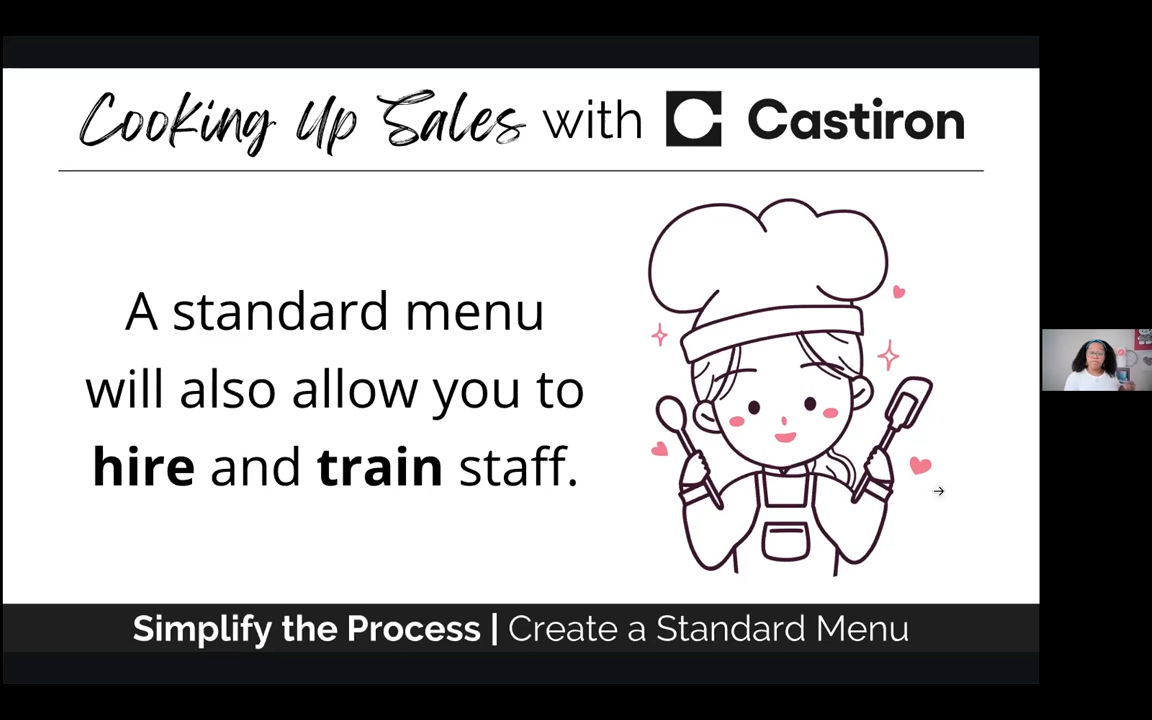 Cooking Up Sales with Castiron
A standard menu
will also allow you to
hire and train staff.
Simplify the Process | Create a Standard Menu